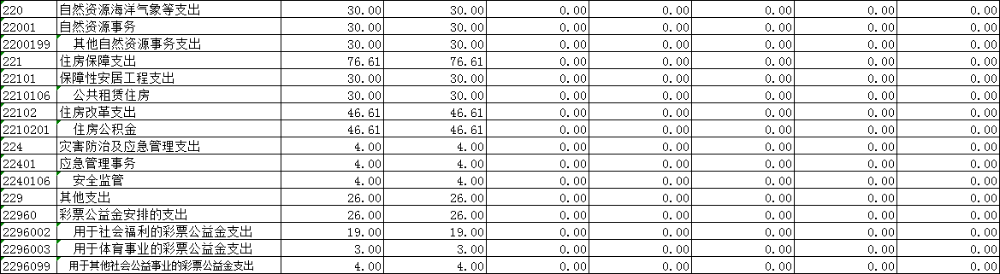 220 自然资源海洋气象等支出 30.00 30.00 0.00 0.00 0.00 0.00 0.00
22001 自然资源事务 30.00 30.00 0.00 0.00 0.00 0.00 0.00
2200199 其他自然资源事务支出 30.00 30.00 0.00 0.00 0.00 0.00 0.00
221 住房保障支出 76.61 76.61 0.00 0.00 0.00 0.00 0.00
22101 保障性安居工程支出 30.00 30.00 0.00 0.00 0.00 0.00 0.00
2210106 公共租赁住房 30.00 30.00 0.00 0.00 0.00 0.00 0.00
22102 住房改革支出 46.61 46.61 0.00 0.00 0.00 0.00 0.00
2210201 住房公积金 46.61 46.61 0.00 0.00 0.00 0.00 0.00
224 灾害防治及应急管理支出 4.00 4.00 0.00 0.00 0.00 0.00 0.00
22401 应急管理事务 4.00 4.00 0.00 0.00 0.00 0.00 0.00
2240106 安全监管 4.00 4.00 0.00 0.00 0.00 0.00 0.00
229 其他支出 26.00 26.00 0.00 0.00 0.00 0.00 0.00
22960 彩票公益金安排的支出 26.00 26.00 0.00 0.00 0.00 0.00 0.00
2296002 用于社会福利的彩票公益金支出 19.00 19.00 0.00 0.00 0.00 0.00 0.00
2296003 用于体育事业的彩票公益金支出 3.00 3.00 0.00 0.00 0.00 0.00 0.00
2296099 用于其他社会公益事业的彩票公益金支出 4.00 4.00 0.00 0.00 0.00 0.00 0.00